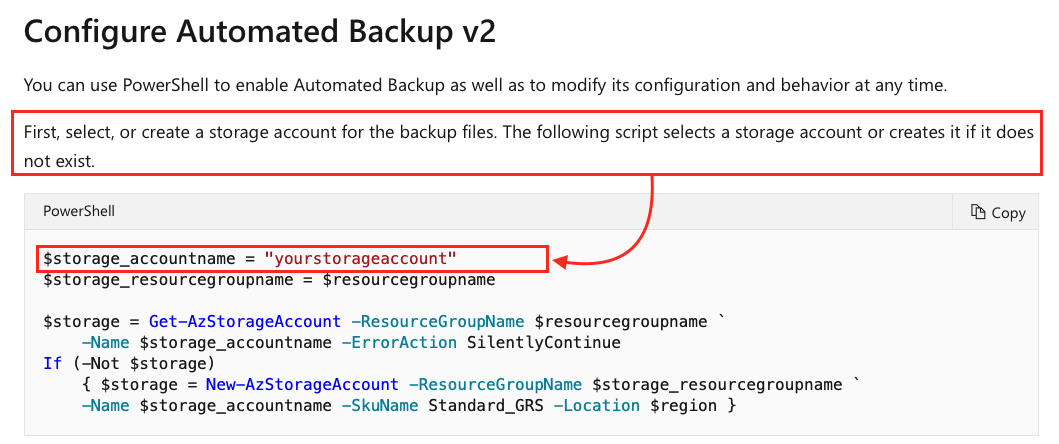 Configure Automated Backup v2
You can use PowerShell to enable Automated Backup as well as to modify its configuration and behavior at any time.
First, select, or create a storage account for the backup files. The following script selects a storage account or creates it if it does
not exist.
PowerShell
Copy
$storage_accountname = "yourstorageaccount"
$storage_resourcegroupname = $resourcegroupname
$storage = Get-AzStorageAccount -ResourceGroupName $resourcegroupname `
-Name $storage_accountname -ErrorAction SilentlyContinue
If (-Not $storage)
{ $storage = New-AzStorageAccount -ResourceGroupName $storage_resourcegroupname `
-Name $storage_accountname -SkuName Standard_GRS -Location $region }